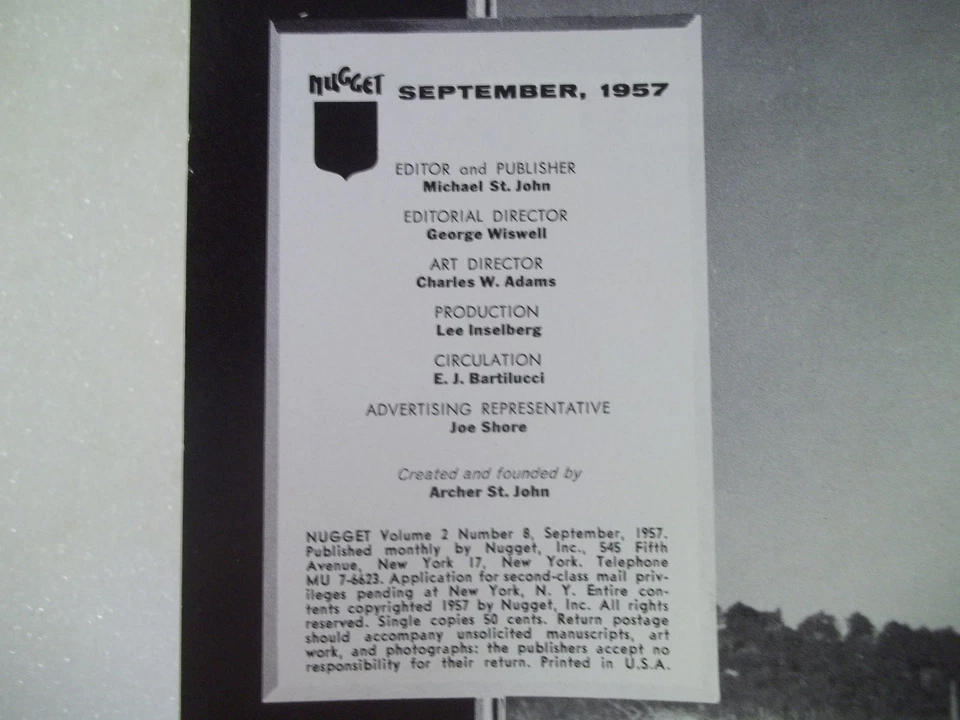 NUGGET SEPTEMBER, 1957
EDITOR and PUBLISHER
Michael St. John
EDITORIAL DIRECTOR
George Wiswell
ART DIRECTOR
Charles W. Adams
PRODUCTION
Lee Inselberg
CIRCULATION
E. J. Bartilucci
ADVERTISING REPRESENTATIVE
Joe Shore
Created and founded by
Archer St. John
NUGGET Volume 2 Number 8, September, 1957.
Published monthly by Nugget, Inc., 545 Fifth
Avenue, New York 17, New York. Telephone
MU 7-6623. Application for second-class mail priv-
ileges pending at New York, N. Y. Entire con-
tents copyrighted 1957 by Nugget, Inc. All rights
reserved. Single copies 50 cents. Return postage
should accompany unsolicited manuscripts, art
work, and photographs: the publishers accept no
responsibility for their return. Printed in U.S.A.